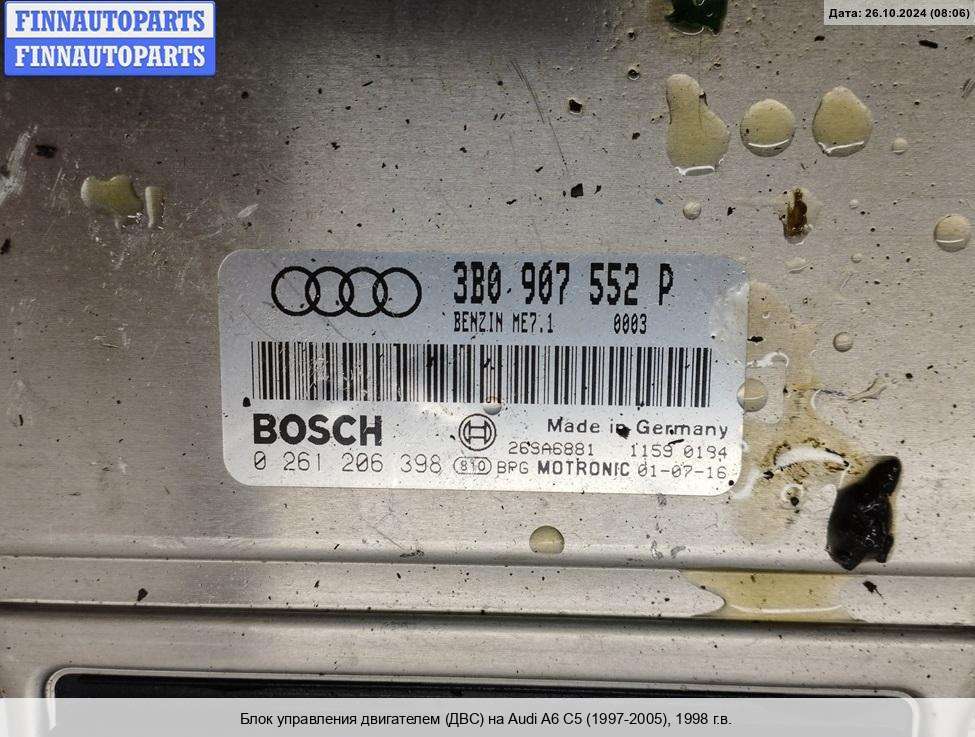 FINNAUTOPARTS
FINNAUTOPARTS
Дата: 26.10.2024 (08:06)
3B0 907 552 P
BENZIN ME7.1 0003
BOSCH
Made in Germany
269A6881 1159 0194
0 261 206 398 810 BPG MOTRONIC 01-07-16
Блок управления двигателем (ДВС) на Audi A6 C5 (1997-2005), 1998 г.в.